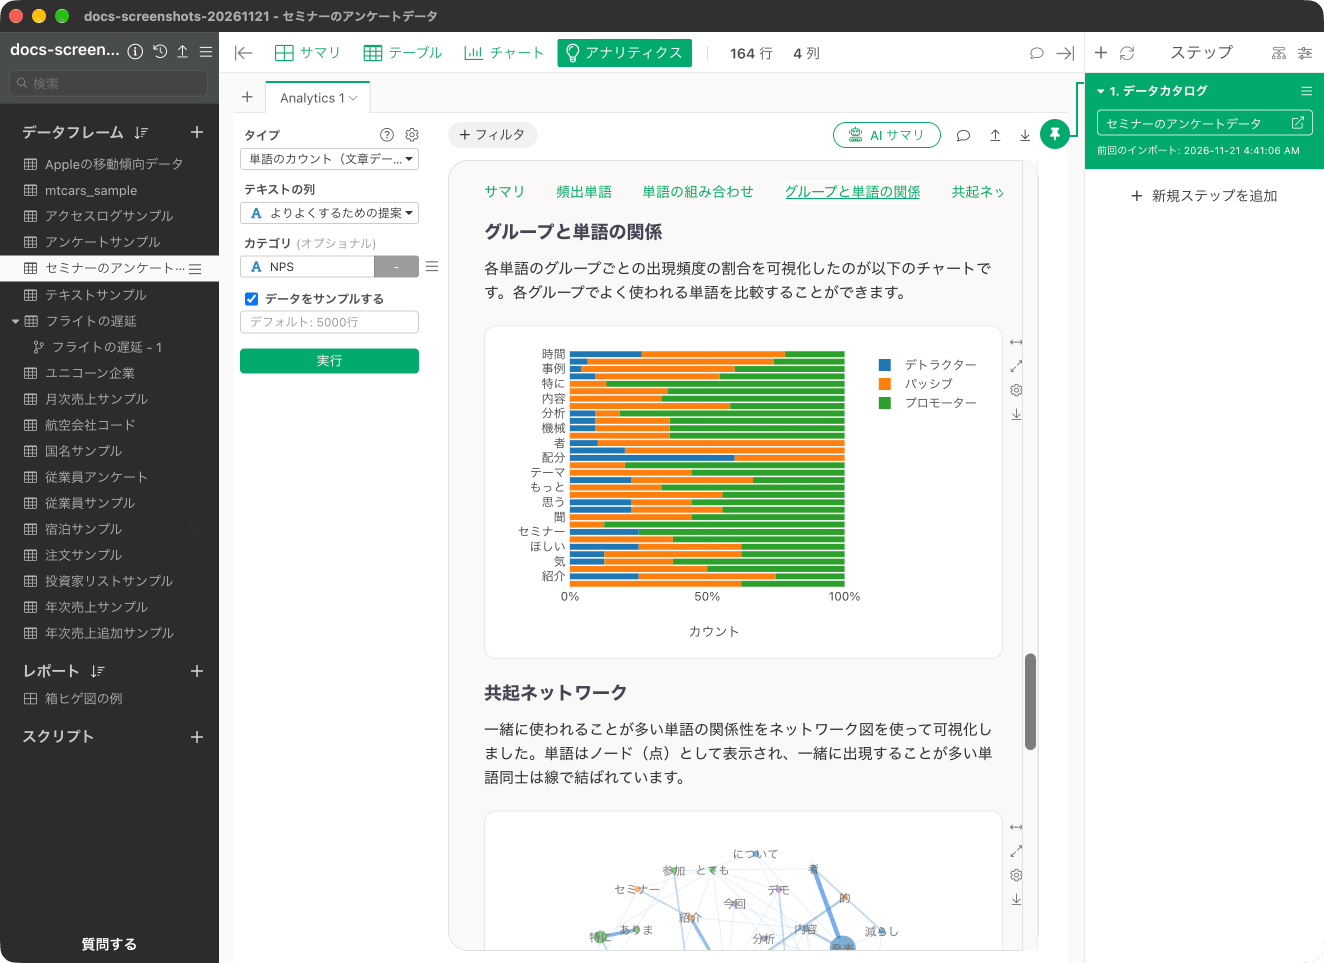 docs-screenshots-20261121 - セミナーのアンケートデータ
docs-screen...
検索
データフレーム
Appleの移動傾向データ
mtcars_sample
アクセスログサンプル
アンケートサンプル
セミナーのアンケート...
テキストサンプル
フライトの遅延
フライトの遅延 - 1
ユニコーン企業
月次売上サンプル
航空会社コード
国名サンプル
従業員アンケート
従業員サンプル
宿泊サンプル
注文サンプル
投資家リストサンプル
年次売上サンプル
年次売上追加サンプル
レポート
箱ヒゲ図の例
スクリプト
質問する
サマリ
テーブル
チャート
アナリティクス
164 行
4 列
Analytics 1
タイプ
単語のカウント（文章デー...
テキストの列
A よりよくするための提案
カテゴリ (オプショナル)
A NPS
-
データをサンプルする
デフォルト: 5000行
実行
+ フィルタ
AI サマリ
サマリ
頻出単語
単語の組み合わせ
グループと単語の関係
共起ネッ
グループと単語の関係
各単語のグループごとの出現頻度の割合を可視化したのが以下のチャートで
す。各グループでよく使われる単語を比較することができます。
時間
事例
特に
内容
分析
機械
者
配分
テーマ
もっと
思う
聞
セミナー
ほしい
気
紹介
0%
50%
100%
カウント
デトラクター
パッシブ
プロモーター
共起ネットワーク
一緒に使われることが多い単語の関係性をネットワーク図を使って可視化し
ました。単語はノード（点）として表示され、一緒に出現することが多い単
語同士は線で結ばれています。
について
参加
とても
者
セミナー
デモ
的
今回
紹介
特に
ありま
分析
内容
減らし
発表
ステップ
1. データカタログ
セミナーのアンケートデータ
前回のインポート: 2026-11-21 4:41:06 AM
+ 新規ステップを追加